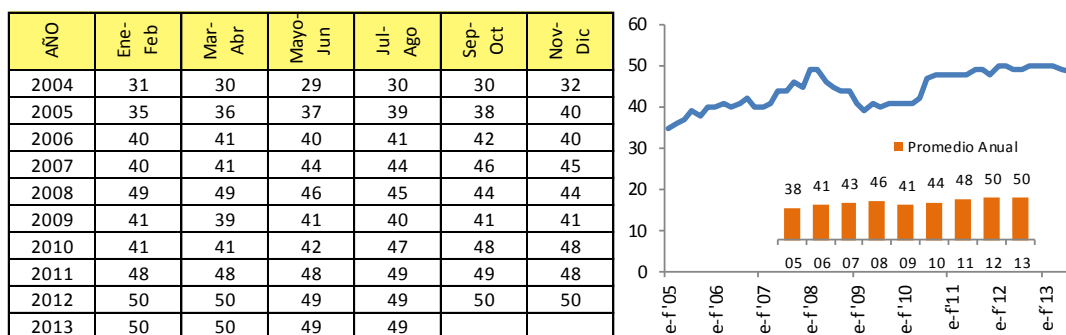 AÑO Ene-Feb Mar-Abr Mayo-Jun Jul-Ago Sep-Oct Nov-Dic
2004 31 30 29 30 30 32
2005 35 36 37 39 38 40
2006 40 41 40 41 42 40
2007 40 41 44 44 46 45
2008 49 49 46 45 44 44
2009 41 39 41 40 41 41
2010 41 41 42 47 48 48
2011 48 48 48 49 49 48
2012 50 50 49 49 50 50
2013 50 50 49 49
60
50
40
30
20
10
0
Promedio Anual
38 41 43 46 41 44 48 50 50
05 06 07 08 09 10 11 12 13
e-f'05 e-f'06 e-f'07 e-f'08 e-f'09 e-f'10 e-f'11 e-f'12 e-f'13